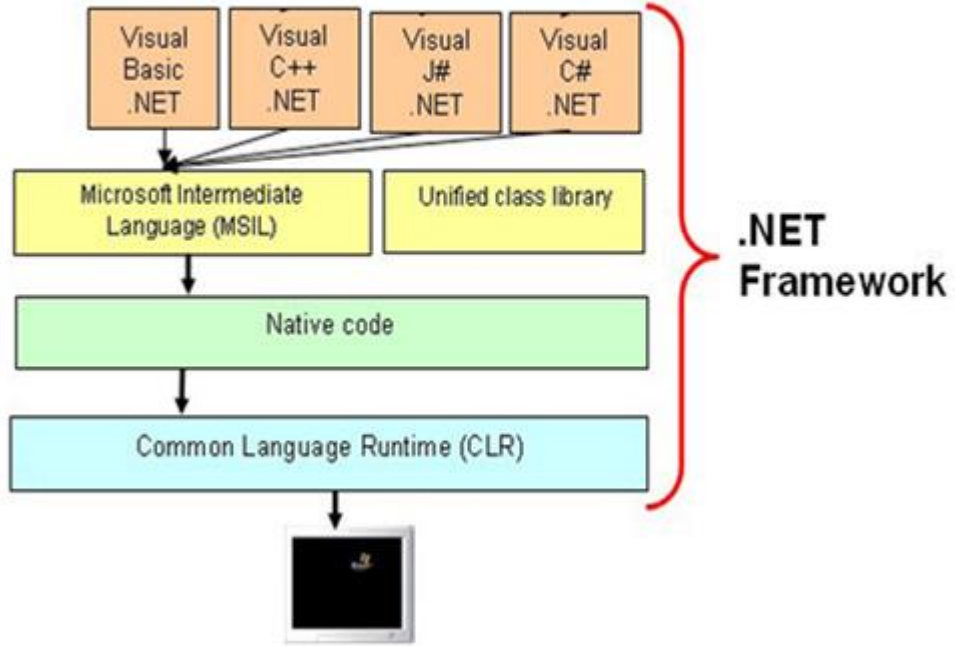 Visual
Basic
.NET
Visual
C++
.NET
Visual
J#
.NET
Visual
C#
.NET
Microsoft Intermediate
Language (MSIL)
Unified class library
.NET
Framework
Native code
Common Language Runtime (CLR)